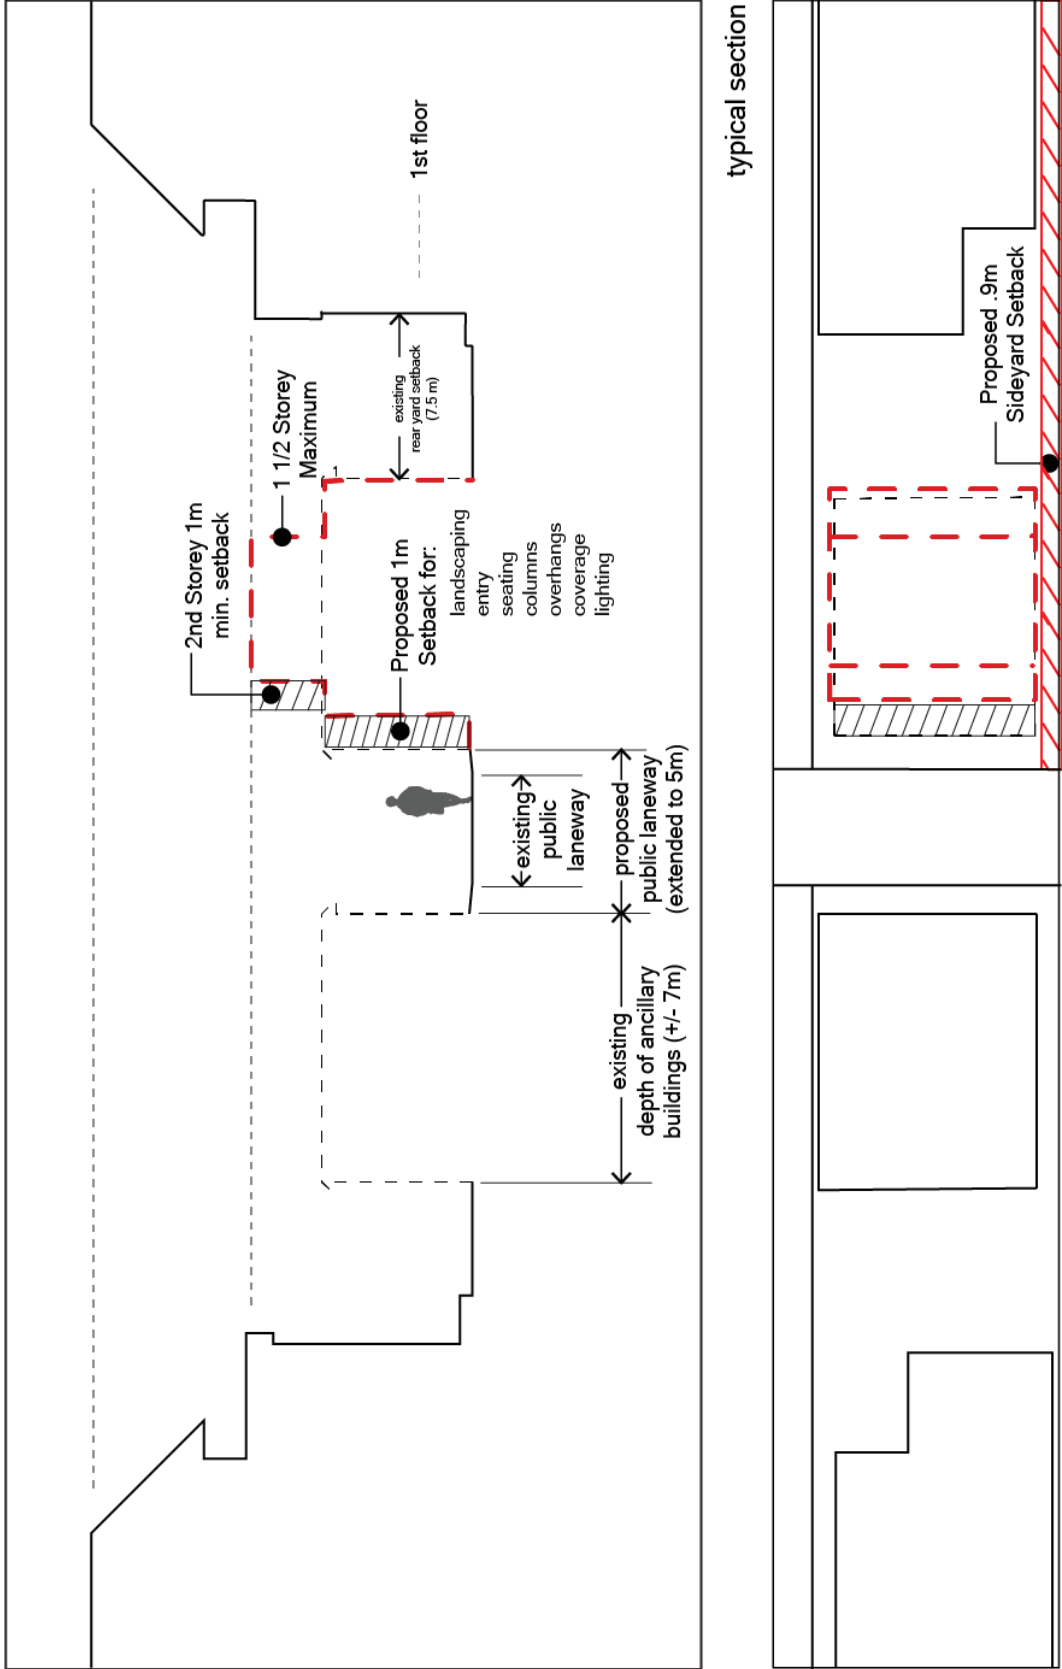 2nd Storey 1m
min. setback
1 1/2 Storey
Maximum
1st floor
existing
rear yard setback
(7.5 m)
Proposed 1m
Setback for:
landscaping
entry
seating
columns
overhangs
coverage
lighting
existing
public
laneway
existing
depth of ancillary
buildings (+/- 7m)
proposed
public laneway
(extended to 5m)
typical section
Proposed .9m
Sideyard Setback